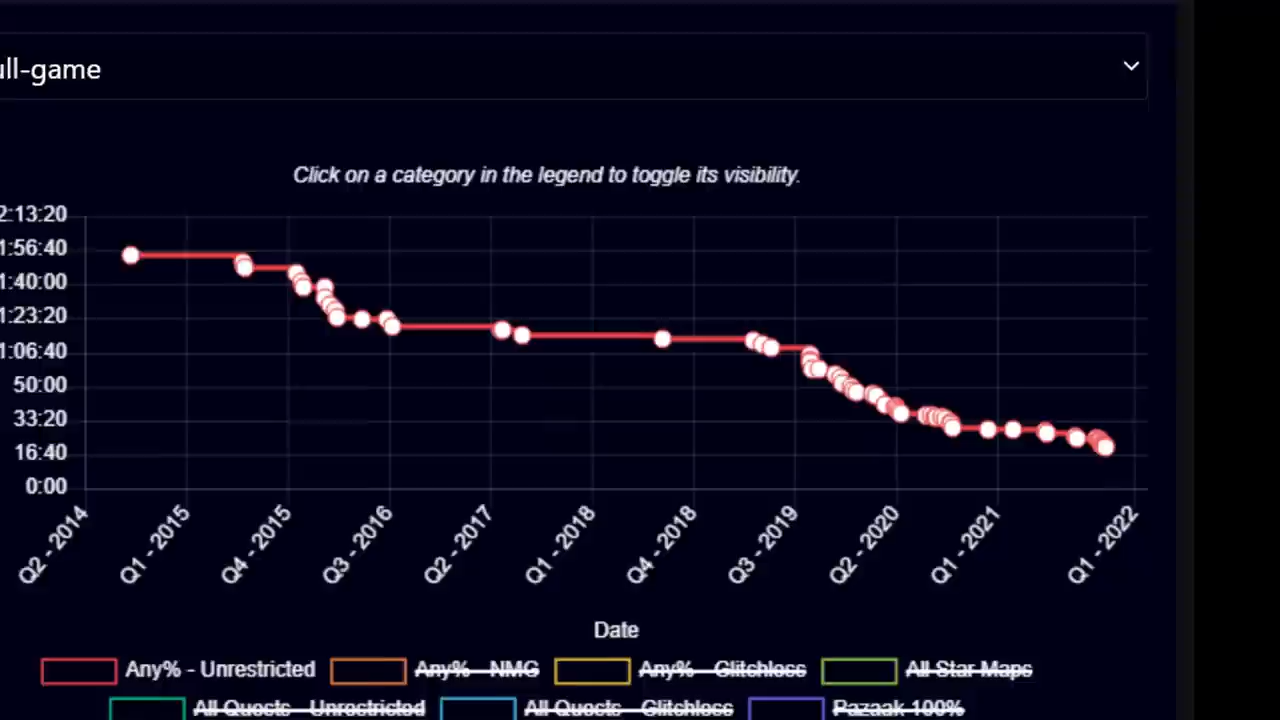 ull-game
Click on a category in the legend to toggle its visibility.
2:13:20
1:56:40
1:40:00
1:23:20
1:06:40
50:00
33:20
16:40
0:00
Q2 - 2014 Q1 - 2015 Q4 - 2015 Q3 - 2016 Q2 - 2017 Q1 - 2018 Q4 - 2018 Q3 - 2019 Q2 - 2020 Q1 - 2021 Q1 - 2022
Date
Any% - Unrestricted Any% - NMG Any% - Glitchless All Star Maps
All Quests - Unrestricted All Quests - Glitchless Pazaak 100%